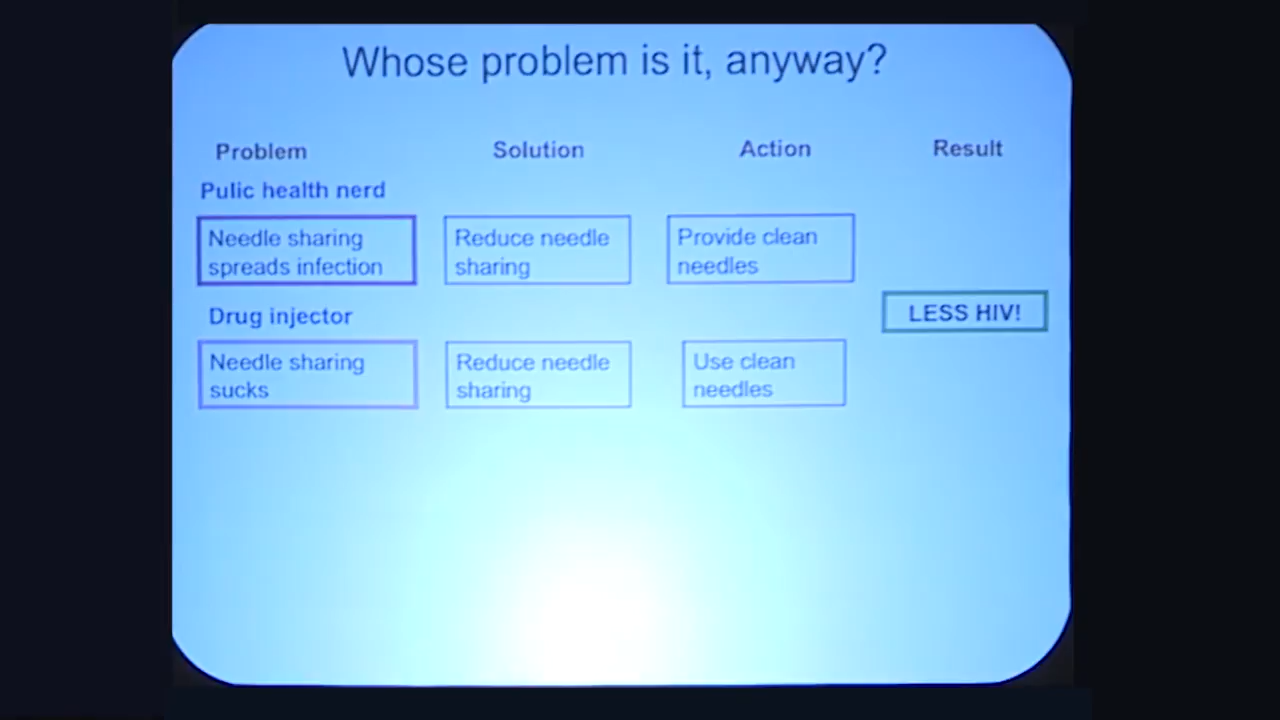 Whose problem is it, anyway?
Problem Solution Action Result
Pulic health nerd
Needle sharing
spreads infection
Reduce needle
sharing
Provide clean
needles
LESS HIV!
Drug injector
Needle sharing
sucks
Reduce needle
sharing
Use clean
needles